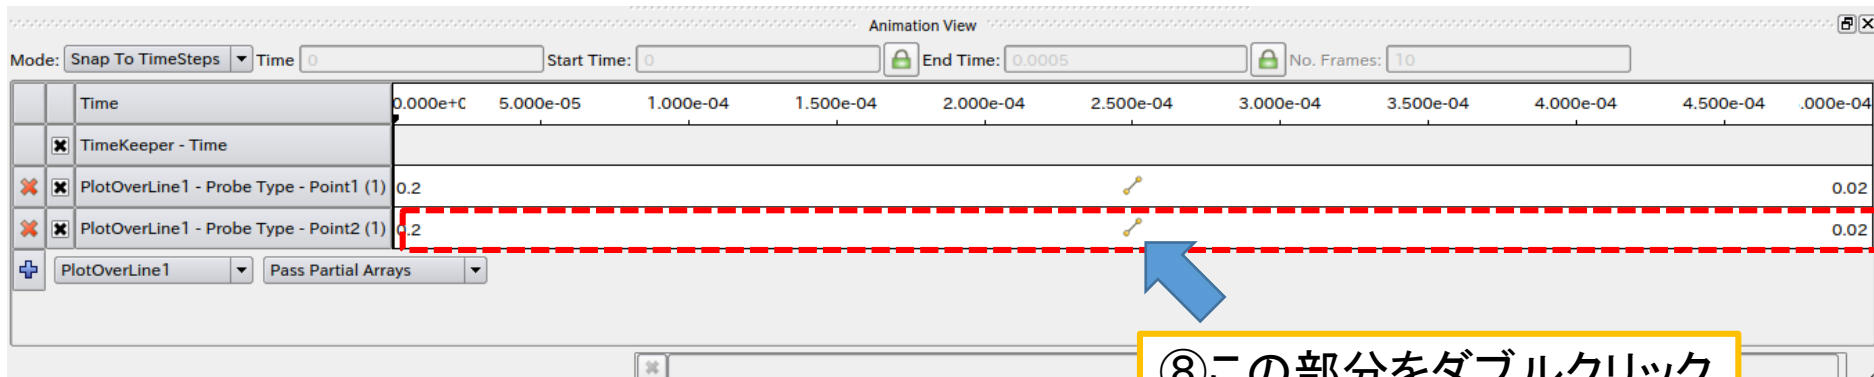 Animation View
Mode: Snap To TimeSteps Time 0 Start Time: 0 End Time: 0.0005 No. Frames: 10
Time 0.000e+0 5.000e-05 1.000e-04 1.500e-04 2.000e-04 2.500e-04 3.000e-04 3.500e-04 4.000e-04 4.500e-04 .000e-04
TimeKeeper - Time
PlotOverLine1 - Probe Type - Point1 (1) 0.2 0.02
PlotOverLine1 - Probe Type - Point2 (1) 0.2 0.02
PlotOverLine1 Pass Partial Arrays
⑧この部分をダブルクリック